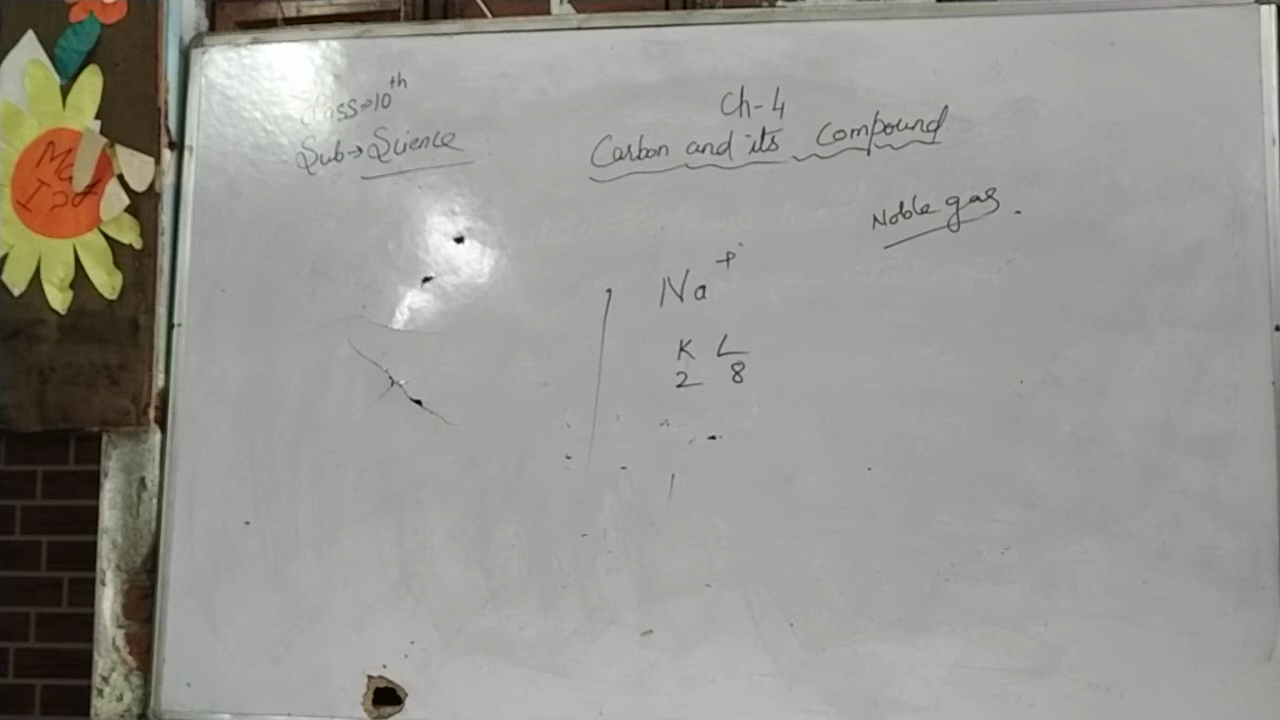 Class→10th
Sub→Science
Ch-4
Carbon and its Compound
Noble gas.
Na+
K L
2 8